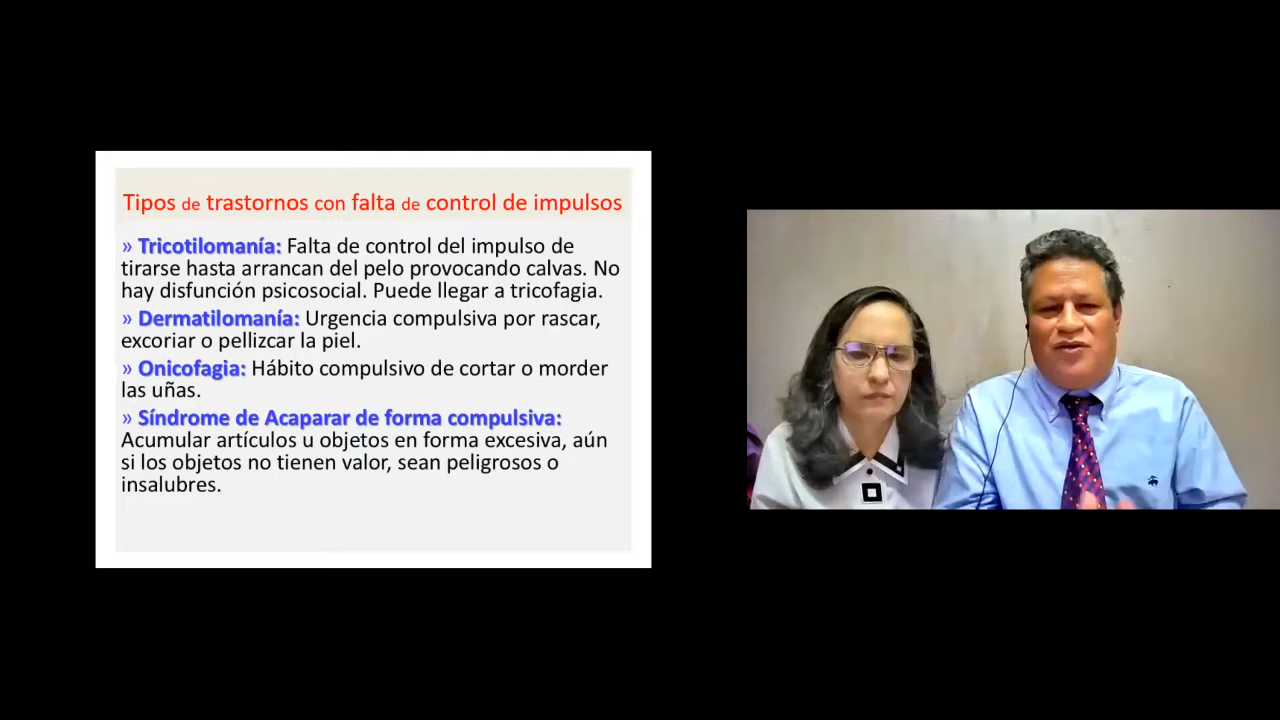 Tipos de trastornos con falta de control de impulsos
» Tricotilomanía: Falta de control del impulso de
tirarse hasta arrancan del pelo provocando calvas. No
hay disfunción psicosocial. Puede llegar a tricofagia.
» Dermatilomanía: Urgencia compulsiva por rascar,
excoriar o pellizcar la piel.
» Onicofagia: Hábito compulsivo de cortar o morder
las uñas.
» Síndrome de Acaparar de forma compulsiva:
Acumular artículos u objetos en forma excesiva, aún
si los objetos no tienen valor, sean peligrosos o
insalubres.